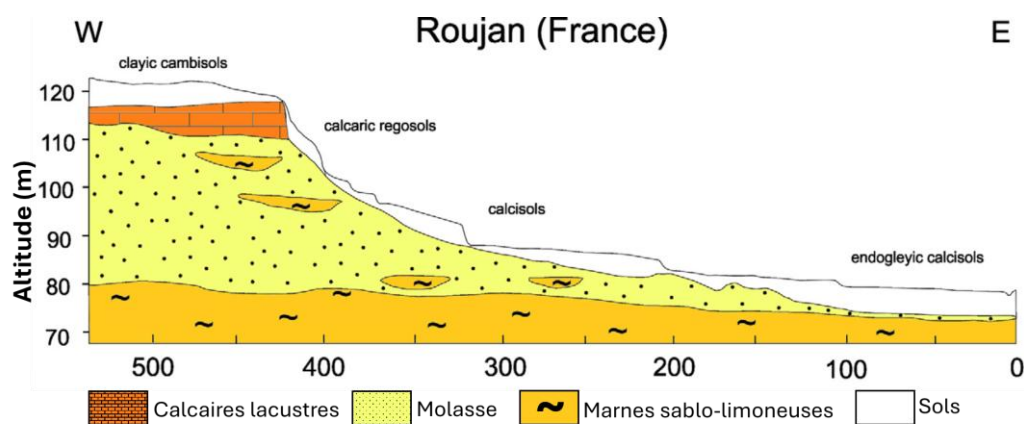 W Roujan (France) E
clayic cambisols
calcaric regosols
calcisols
endogleyic calcisols
Altitude (m)
120
110
100
90
80
70
500 400 300 200 100 0
Calcaires lacustres Molasse Marnes sablo-limoneuses Sols